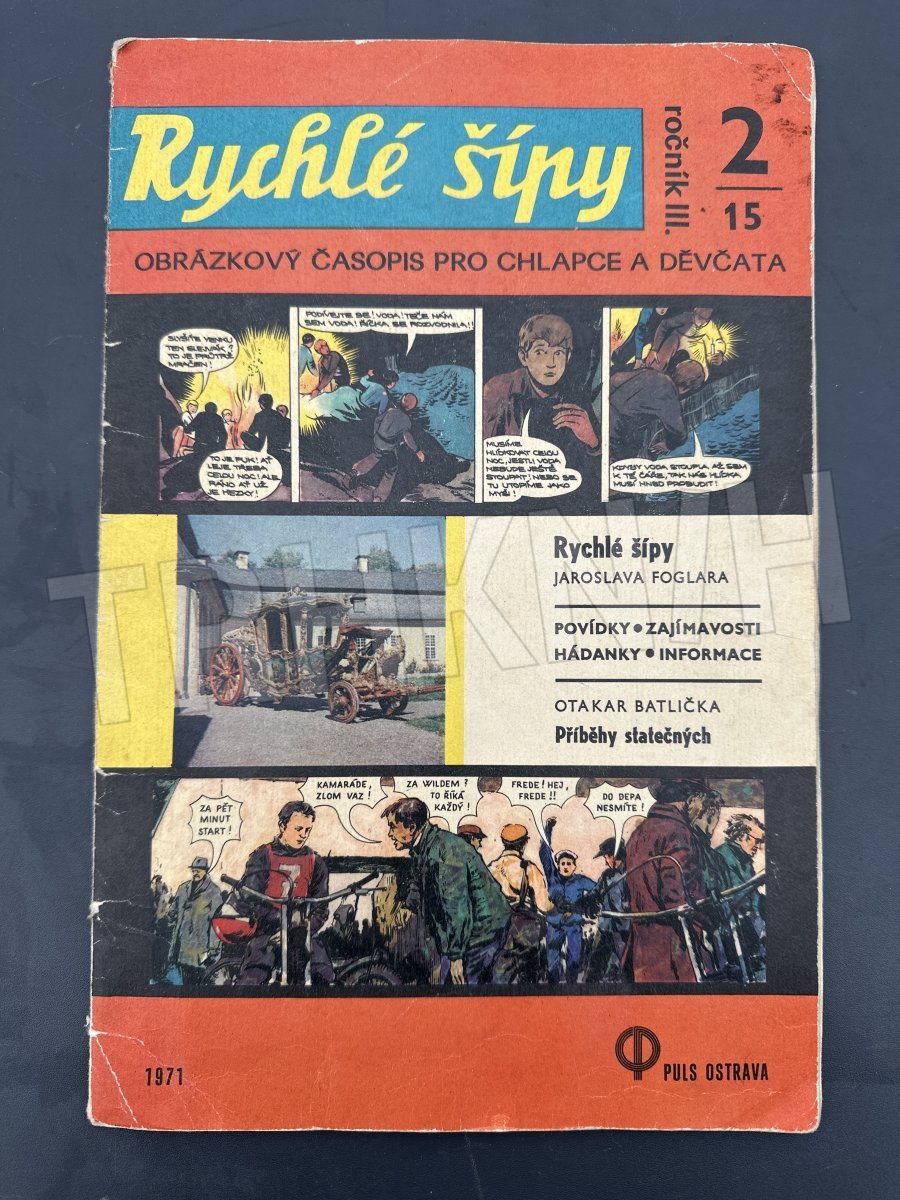 Rychlé šípy
ročník III.
2
15
OBRÁZKOVÝ ČASOPIS PRO CHLAPCE A DĚVČATA
SLYŠÍTE VENKU
TEN SLEJVÁK?
TO JE PRŮTRŽ
MRAČEN!
TO JE FUK! AŤ
LEJE TŘEBA
CELOU NOC! ALE
RÁNO AŤ UŽ
JE HEZKY!
PODÍVEJTE SE! VODA! TEČE NÁM
SEM VODA! ŘÍČKA SE ROZVODNILA!!
MUSÍME
HLÍDKOVAT CELOU
NOC, JESTLI VODA
NEBUDE JEŠTĚ
STOUPAT! NEBO SE
TU UTOPÍME JAKO
MYŠI!
KDYBY VODA STOUPLA AŽ SEM
K TÉ ČÁŘE, TAK NÁS HLÍDKA
MUSÍ HNED PROBUDIT!
Rychlé šípy
JAROSLAVA FOGLARA
POVÍDKY • ZAJÍMAVOSTI
HÁDANKY • INFORMACE
OTAKAR BATLIČKA
Příběhy statečných
TRHKNIH
ZA PĚT
MINUT
START!
KAMARÁDE,
ZLOM VAZ!
ZA WILDEM?
TO ŘÍKÁ
KAŽDÝ!
FREDE! HEJ,
FREDE!!
DO DEPA
NESMÍTE!
7
1971
PULS OSTRAVA